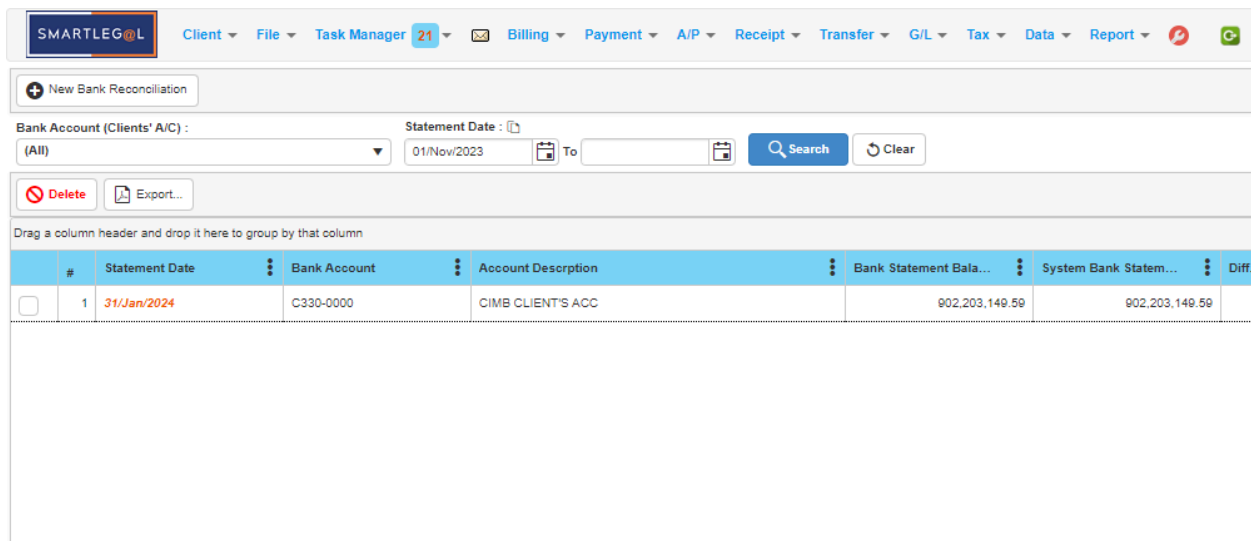 SMARTLEG@L
Client File Task Manager 21 Billing Payment A/P Receipt Transfer G/L Tax Data Report
New Bank Reconciliation
Bank Account (Clients' A/C) : Statement Date :
(All) 01/Nov/2023 To Search Clear
Delete Export...
Drag a column header and drop it here to group by that column
# Statement Date Bank Account Account Descrption Bank Statement Bala... System Bank Statem... Diff.
1 31/Jan/2024 C330-0000 CIMB CLIENT'S ACC 902,203,149.59 902,203,149.59